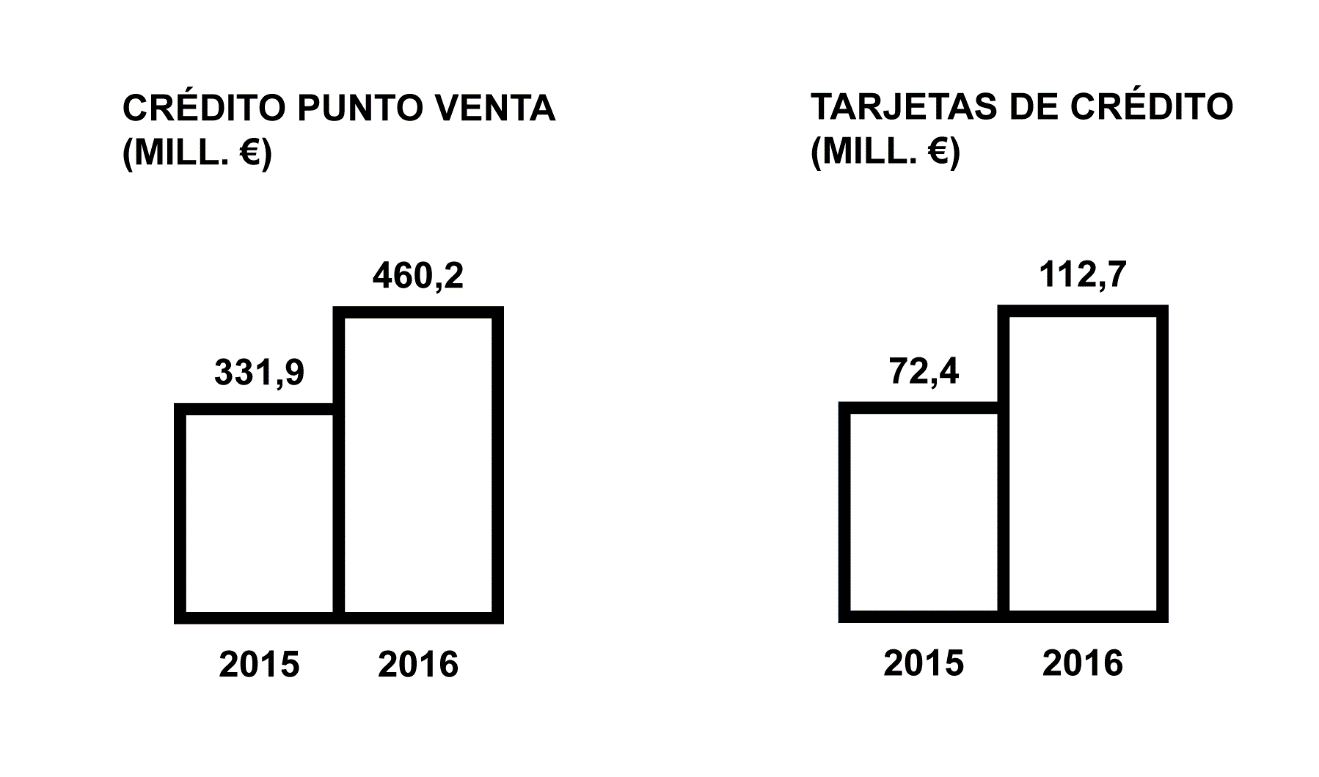 CRÉDITO PUNTO VENTA
(MILL. €)
460,2
331,9
2015 2016
TARJETAS DE CRÉDITO
(MILL. €)
112,7
72,4
2015 2016